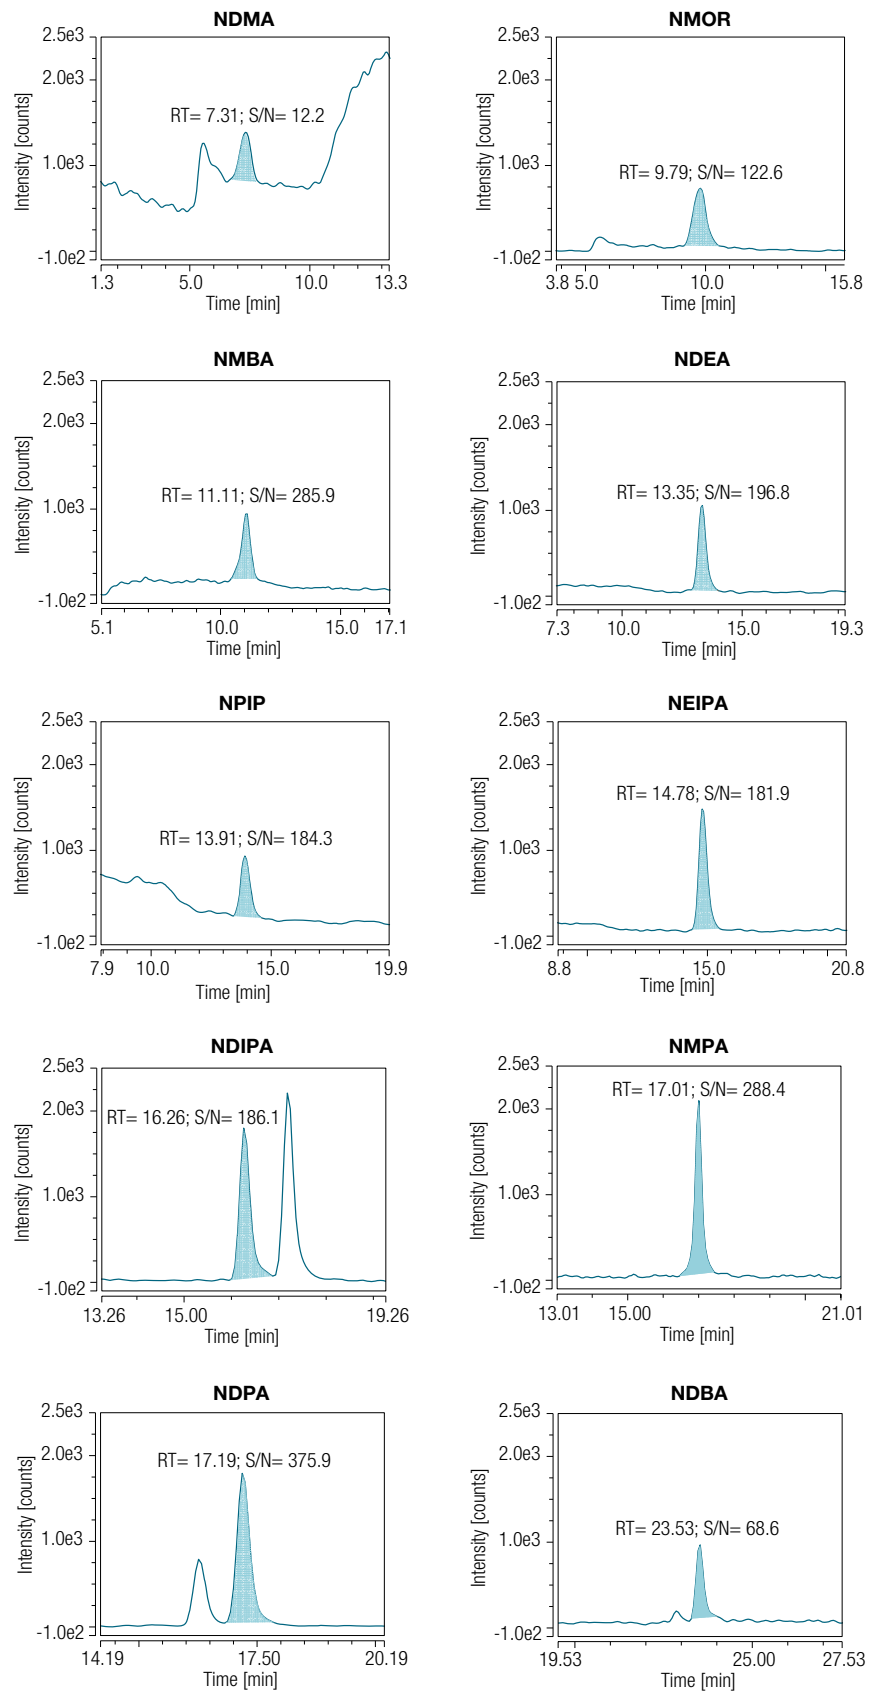 NDMA
2.5e3
2.0e3
1.0e3
-1.0e2
Intensity [counts]
RT= 7.31; S/N= 12.2
1.3 5.0 10.0 13.3
Time [min]
NMOR
2.5e3
2.0e3
1.0e3
-1.0e2
Intensity [counts]
RT= 9.79; S/N= 122.6
3.8 5.0 10.0 15.8
Time [min]
NMBA
2.5e3
2.0e3
1.0e3
-1.0e2
Intensity [counts]
RT= 11.11; S/N= 285.9
5.1 10.0 15.0 17.1
Time [min]
NDEA
2.5e3
2.0e3
1.0e3
-1.0e2
Intensity [counts]
RT= 13.35; S/N= 196.8
7.3 10.0 15.0 19.3
Time [min]
NPIP
2.5e3
2.0e3
1.0e3
-1.0e2
Intensity [counts]
RT= 13.91; S/N= 184.3
7.9 10.0 15.0 19.9
Time [min]
NEIPA
2.5e3
2.0e3
1.0e3
-1.0e2
Intensity [counts]
RT= 14.78; S/N= 181.9
8.8 15.0 20.8
Time [min]
NDIPA
2.5e3
2.0e3
1.0e3
-1.0e2
Intensity [counts]
RT= 16.26; S/N= 186.1
13.26 15.00 19.26
Time [min]
NMPA
2.5e3
2.0e3
1.0e3
-1.0e2
Intensity [counts]
RT= 17.01; S/N= 288.4
13.01 15.00 21.01
Time [min]
NDPA
2.5e3
2.0e3
1.0e3
-1.0e2
Intensity [counts]
RT= 17.19; S/N= 375.9
14.19 17.50 20.19
Time [min]
NDBA
2.5e3
2.0e3
1.0e3
-1.0e2
Intensity [counts]
RT= 23.53; S/N= 68.6
19.53 25.00 27.53
Time [min]